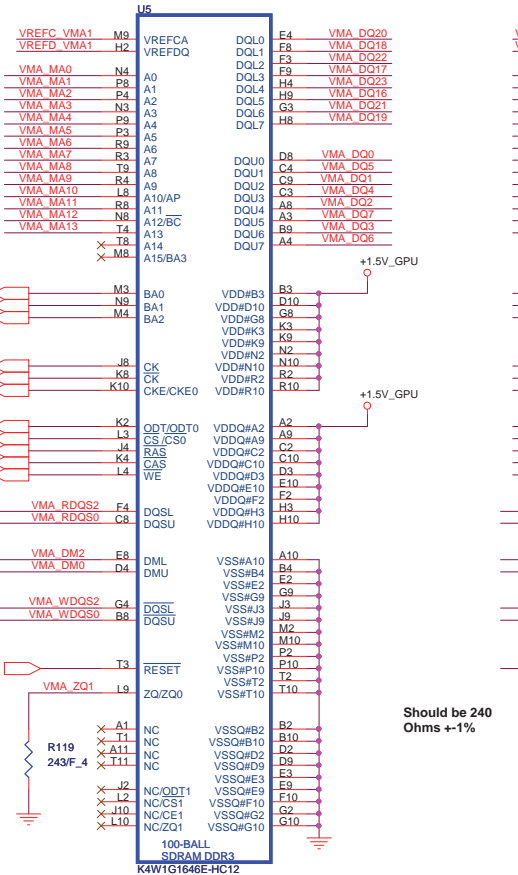 U5
VREFC_VMA1 M9 VREFCA DQL0 E4 VMA_DQ20
VREFD_VMA1 H2 VREFDQ DQL1 F8 VMA_DQ18
DQL2 F3 VMA_DQ22
VMA_MA0 N4 A0 DQL3 F9 VMA_DQ17
VMA_MA1 P8 A1 DQL4 H4 VMA_DQ23
VMA_MA2 P4 A2 DQL5 H9 VMA_DQ16
VMA_MA3 N3 A3 DQL6 G3 VMA_DQ21
VMA_MA4 P9 A4 DQL7 H8 VMA_DQ19
VMA_MA5 P3 A5
VMA_MA6 R9 A6
VMA_MA7 R3 A7 DQU0 D8 VMA_DQ0
VMA_MA8 T9 A8 DQU1 C4 VMA_DQ5
VMA_MA9 R4 A9 DQU2 C9 VMA_DQ1
VMA_MA10 L8 A10/AP DQU3 C3 VMA_DQ4
VMA_MA11 R8 A11 DQU4 A8 VMA_DQ2
VMA_MA12 N8 A12/BC DQU5 A3 VMA_DQ7
VMA_MA13 T4 A13 DQU6 B9 VMA_DQ3
T8 A14 DQU7 A4 VMA_DQ6
M8 A15/BA3
+1.5V_GPU
M3 BA0 VDD#B3 B3
N9 BA1 VDD#D10 D10
M4 BA2 VDD#G8 G8
VDD#K3 K3
VDD#K9 K9
VDD#N2 N2
J8 CK VDD#N10 N10
K8 CK VDD#R2 R2
K10 CKE/CKE0 VDD#R10 R10
+1.5V_GPU
K2 ODT/ODT0 VDDQ#A2 A2
L3 CS /CS0 VDDQ#A9 A9
J4 RAS VDDQ#C2 C2
K4 CAS VDDQ#C10 C10
L4 WE VDDQ#D3 D3
VDDQ#E10 E10
VDDQ#F2 F2
VMA_RDQS2 F4 DQSL VDDQ#H3 H3
VMA_RDQS0 C8 DQSU VDDQ#H10 H10
VMA_DM2 E8 DML VSS#A10 A10
VMA_DM0 D4 DMU VSS#B4 B4
VSS#E2 E2
VSS#G9 G9
VMA_WDQS2 G4 DQSL VSS#J3 J3
VMA_WDQS0 B8 DQSU VSS#J9 J9
VSS#M2 M2
VSS#M10 M10
VSS#P2 P2
T3 RESET VSS#P10 P10
VSS#T2 T2
VMA_ZQ1 L9 ZQ/ZQ0 VSS#T10 T10
Should be 240
Ohms +-1%
A1 NC VSSQ#B2 B2
T1 NC VSSQ#B10 B10
A11 NC VSSQ#D2 D2
T11 NC VSSQ#D9 D9
R119
243/F_4
VSSQ#E3 E3
J2 NC/ODT1 VSSQ#E9 E9
L2 NC/CS1 VSSQ#F10 F10
J10 NC/CE1 VSSQ#G2 G2
L10 NC/ZQ1 VSSQ#G10 G10
100-BALL
SDRAM DDR3
K4W1G1646E-HC12